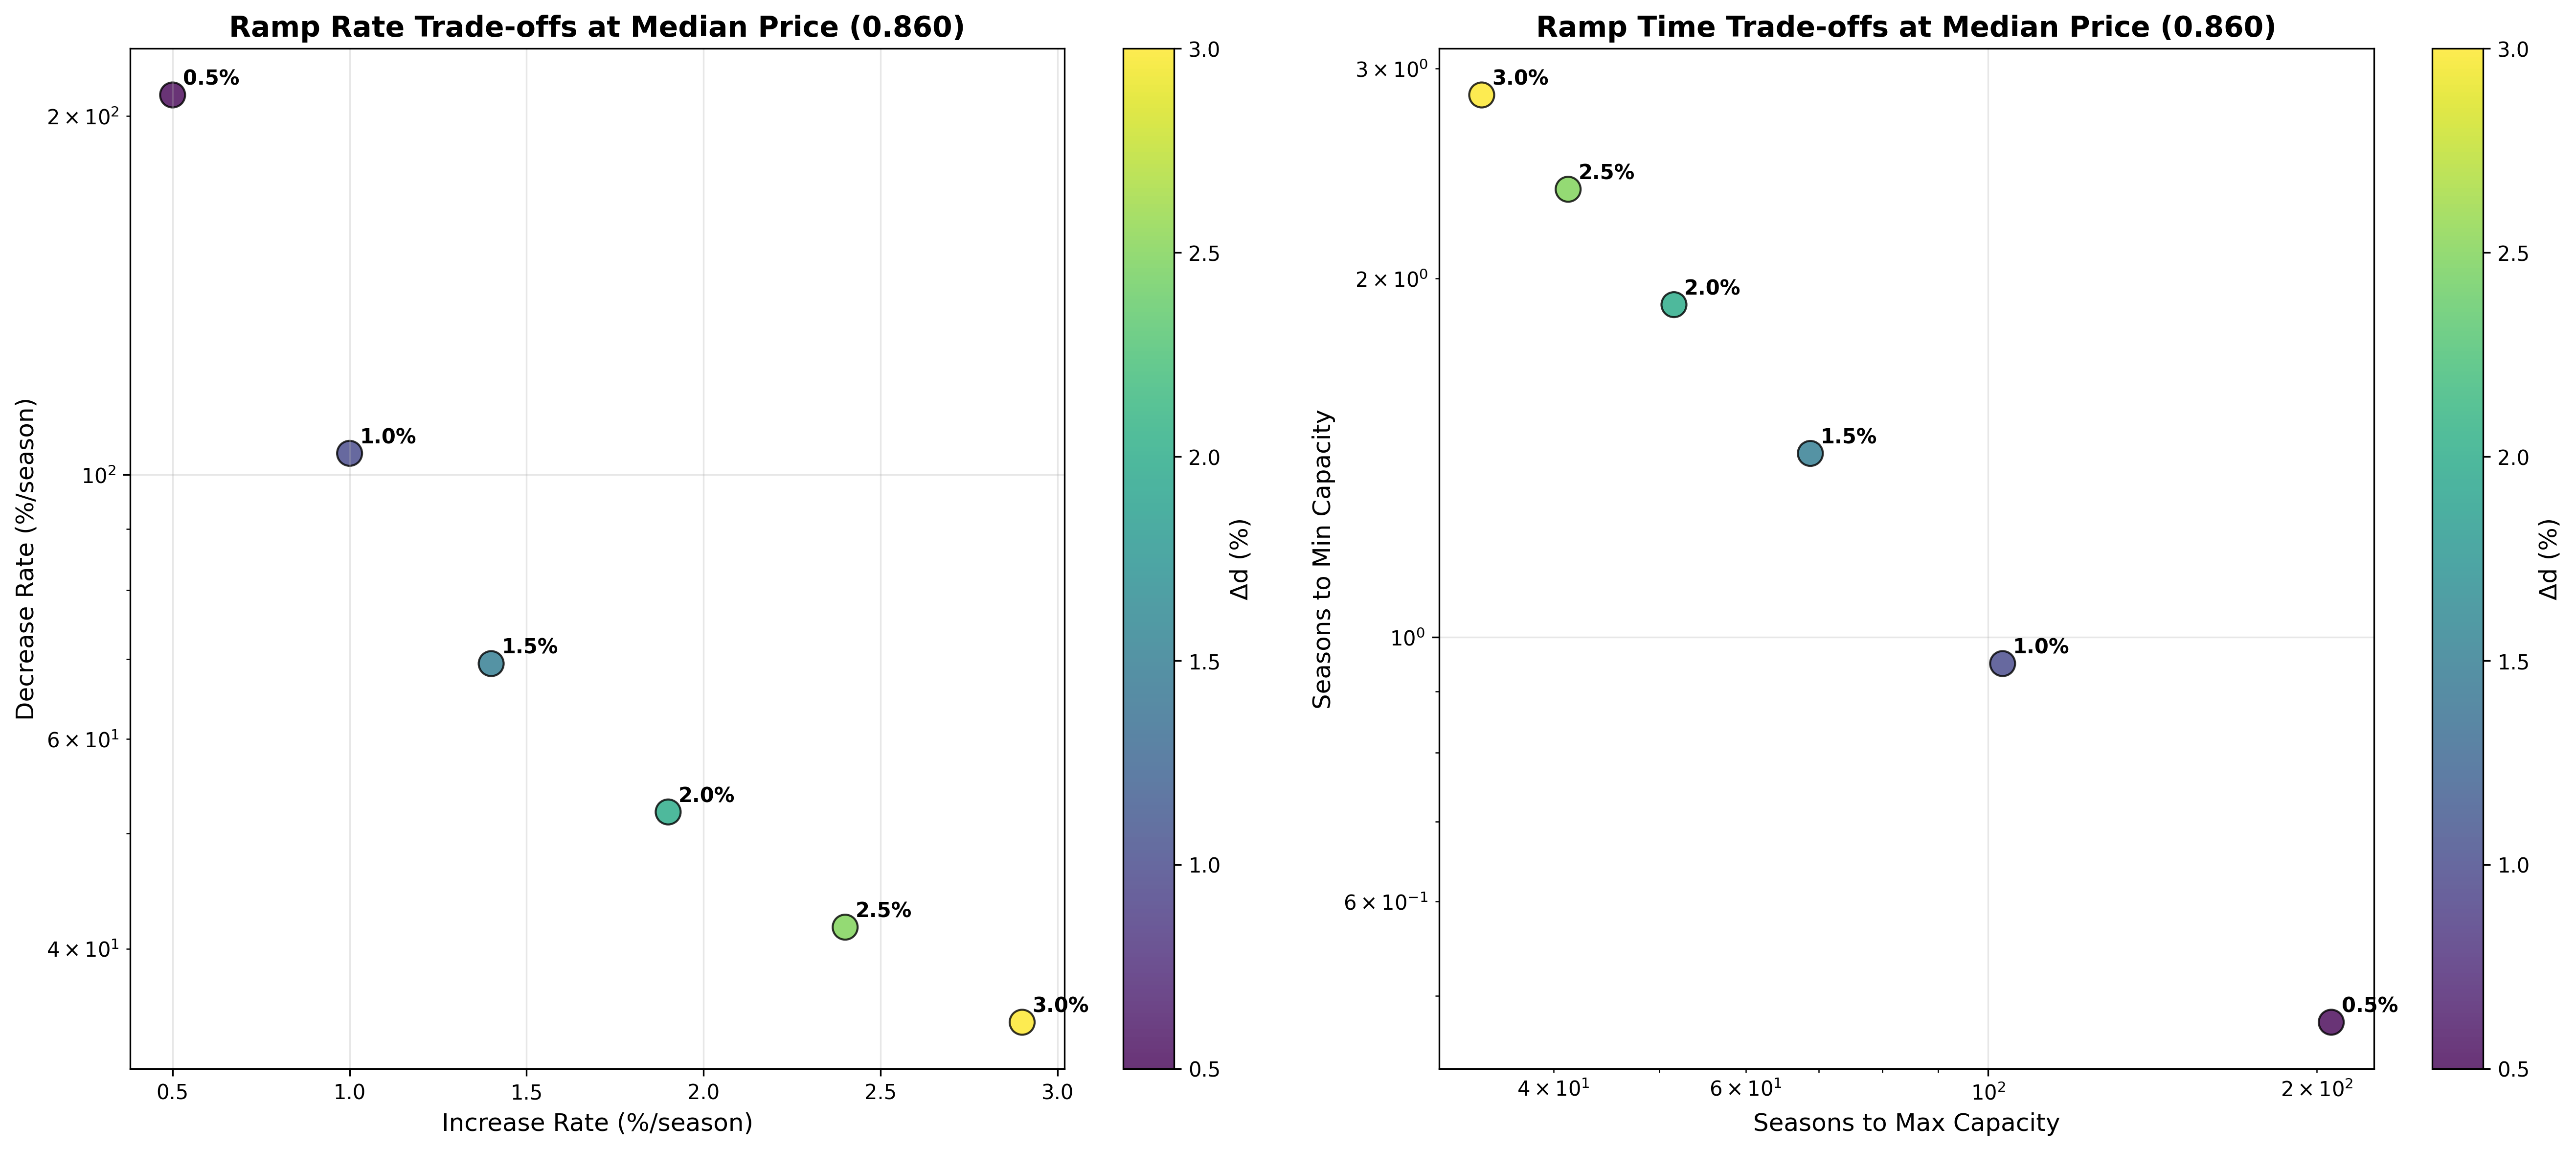 Ramp Rate Trade-offs at Median Price (0.860)
Decrease Rate (%/season)
2 × 10²
10²
6 × 10¹
4 × 10¹
0.5%
1.0%
1.5%
2.0%
2.5%
3.0%
0.5 1.0 1.5 2.0 2.5 3.0
Increase Rate (%/season)
3.0
2.5
2.0
1.5
1.0
0.5
Δd (%)
Ramp Time Trade-offs at Median Price (0.860)
Seasons to Min Capacity
3 × 10⁰
2 × 10⁰
10⁰
6 × 10⁻¹
3.0%
2.5%
2.0%
1.5%
1.0%
0.5%
4 × 10¹ 6 × 10¹ 10² 2 × 10²
Seasons to Max Capacity
3.0
2.5
2.0
1.5
1.0
0.5
Δd (%)